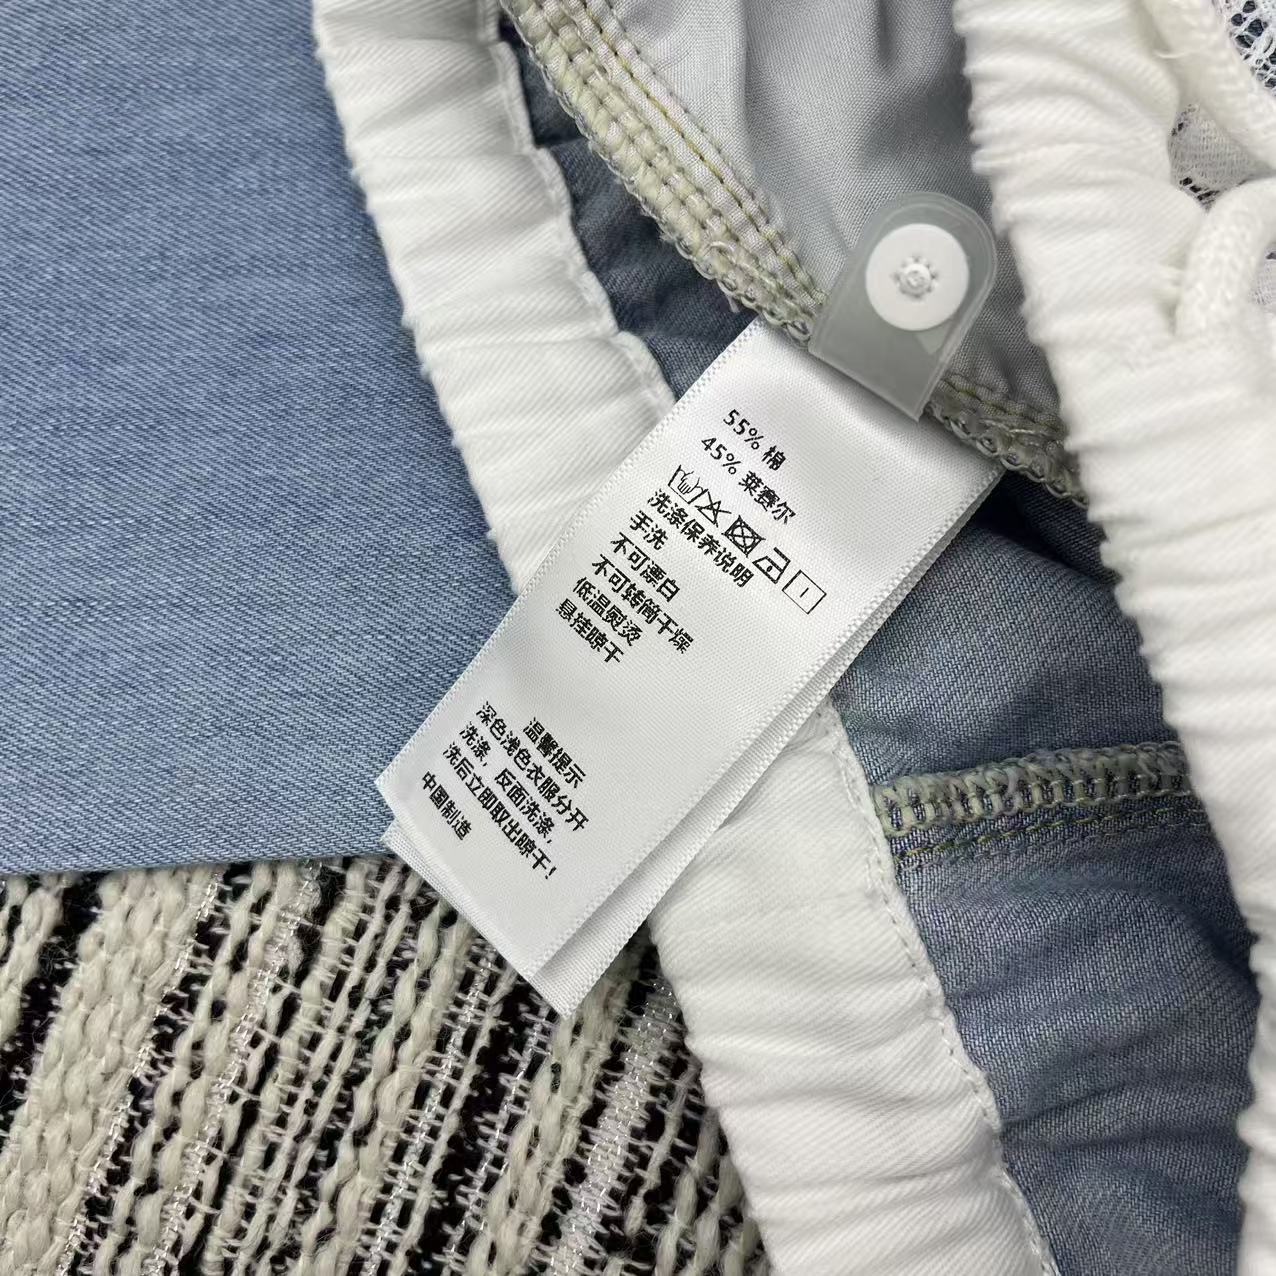 55% 棉
45% 莱赛尔
洗涤保养说明
手洗
不可漂白
不可转筒干燥
低温熨烫
悬挂晾干
温馨提示
深色浅色衣服分开
洗涤，反面洗涤，
洗后立即取出晾干！
中国制造